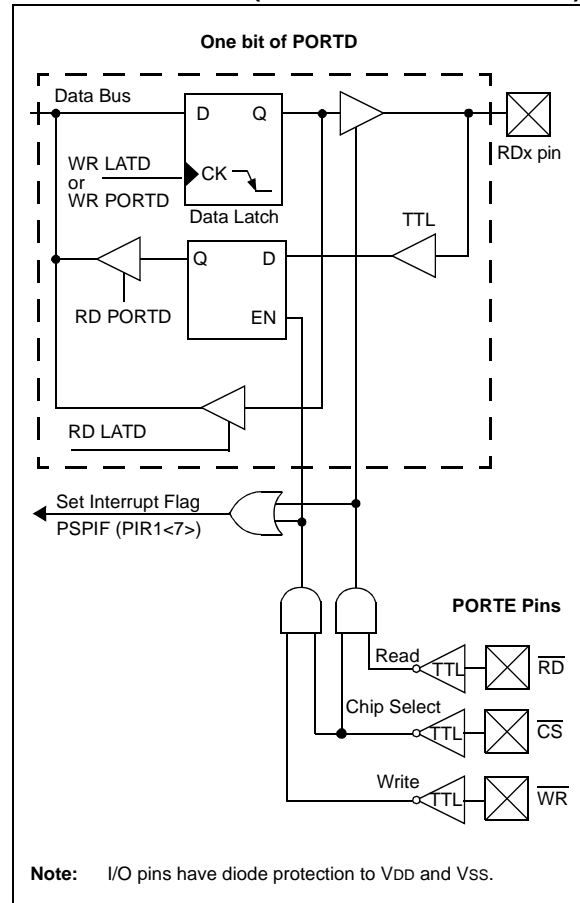 One bit of PORTD
Data Bus
D Q
RDx pin
WR LATD
or
WR PORTD
CK
Data Latch
TTL
Q D
EN
RD PORTD
RD LATD
Set Interrupt Flag
PSPIF (PIR1<7>)
PORTE Pins
Read
TTL
RD
Chip Select
TTL
CS
Write
TTL
WR
Note: I/O pins have diode protection to VDD and VSS.